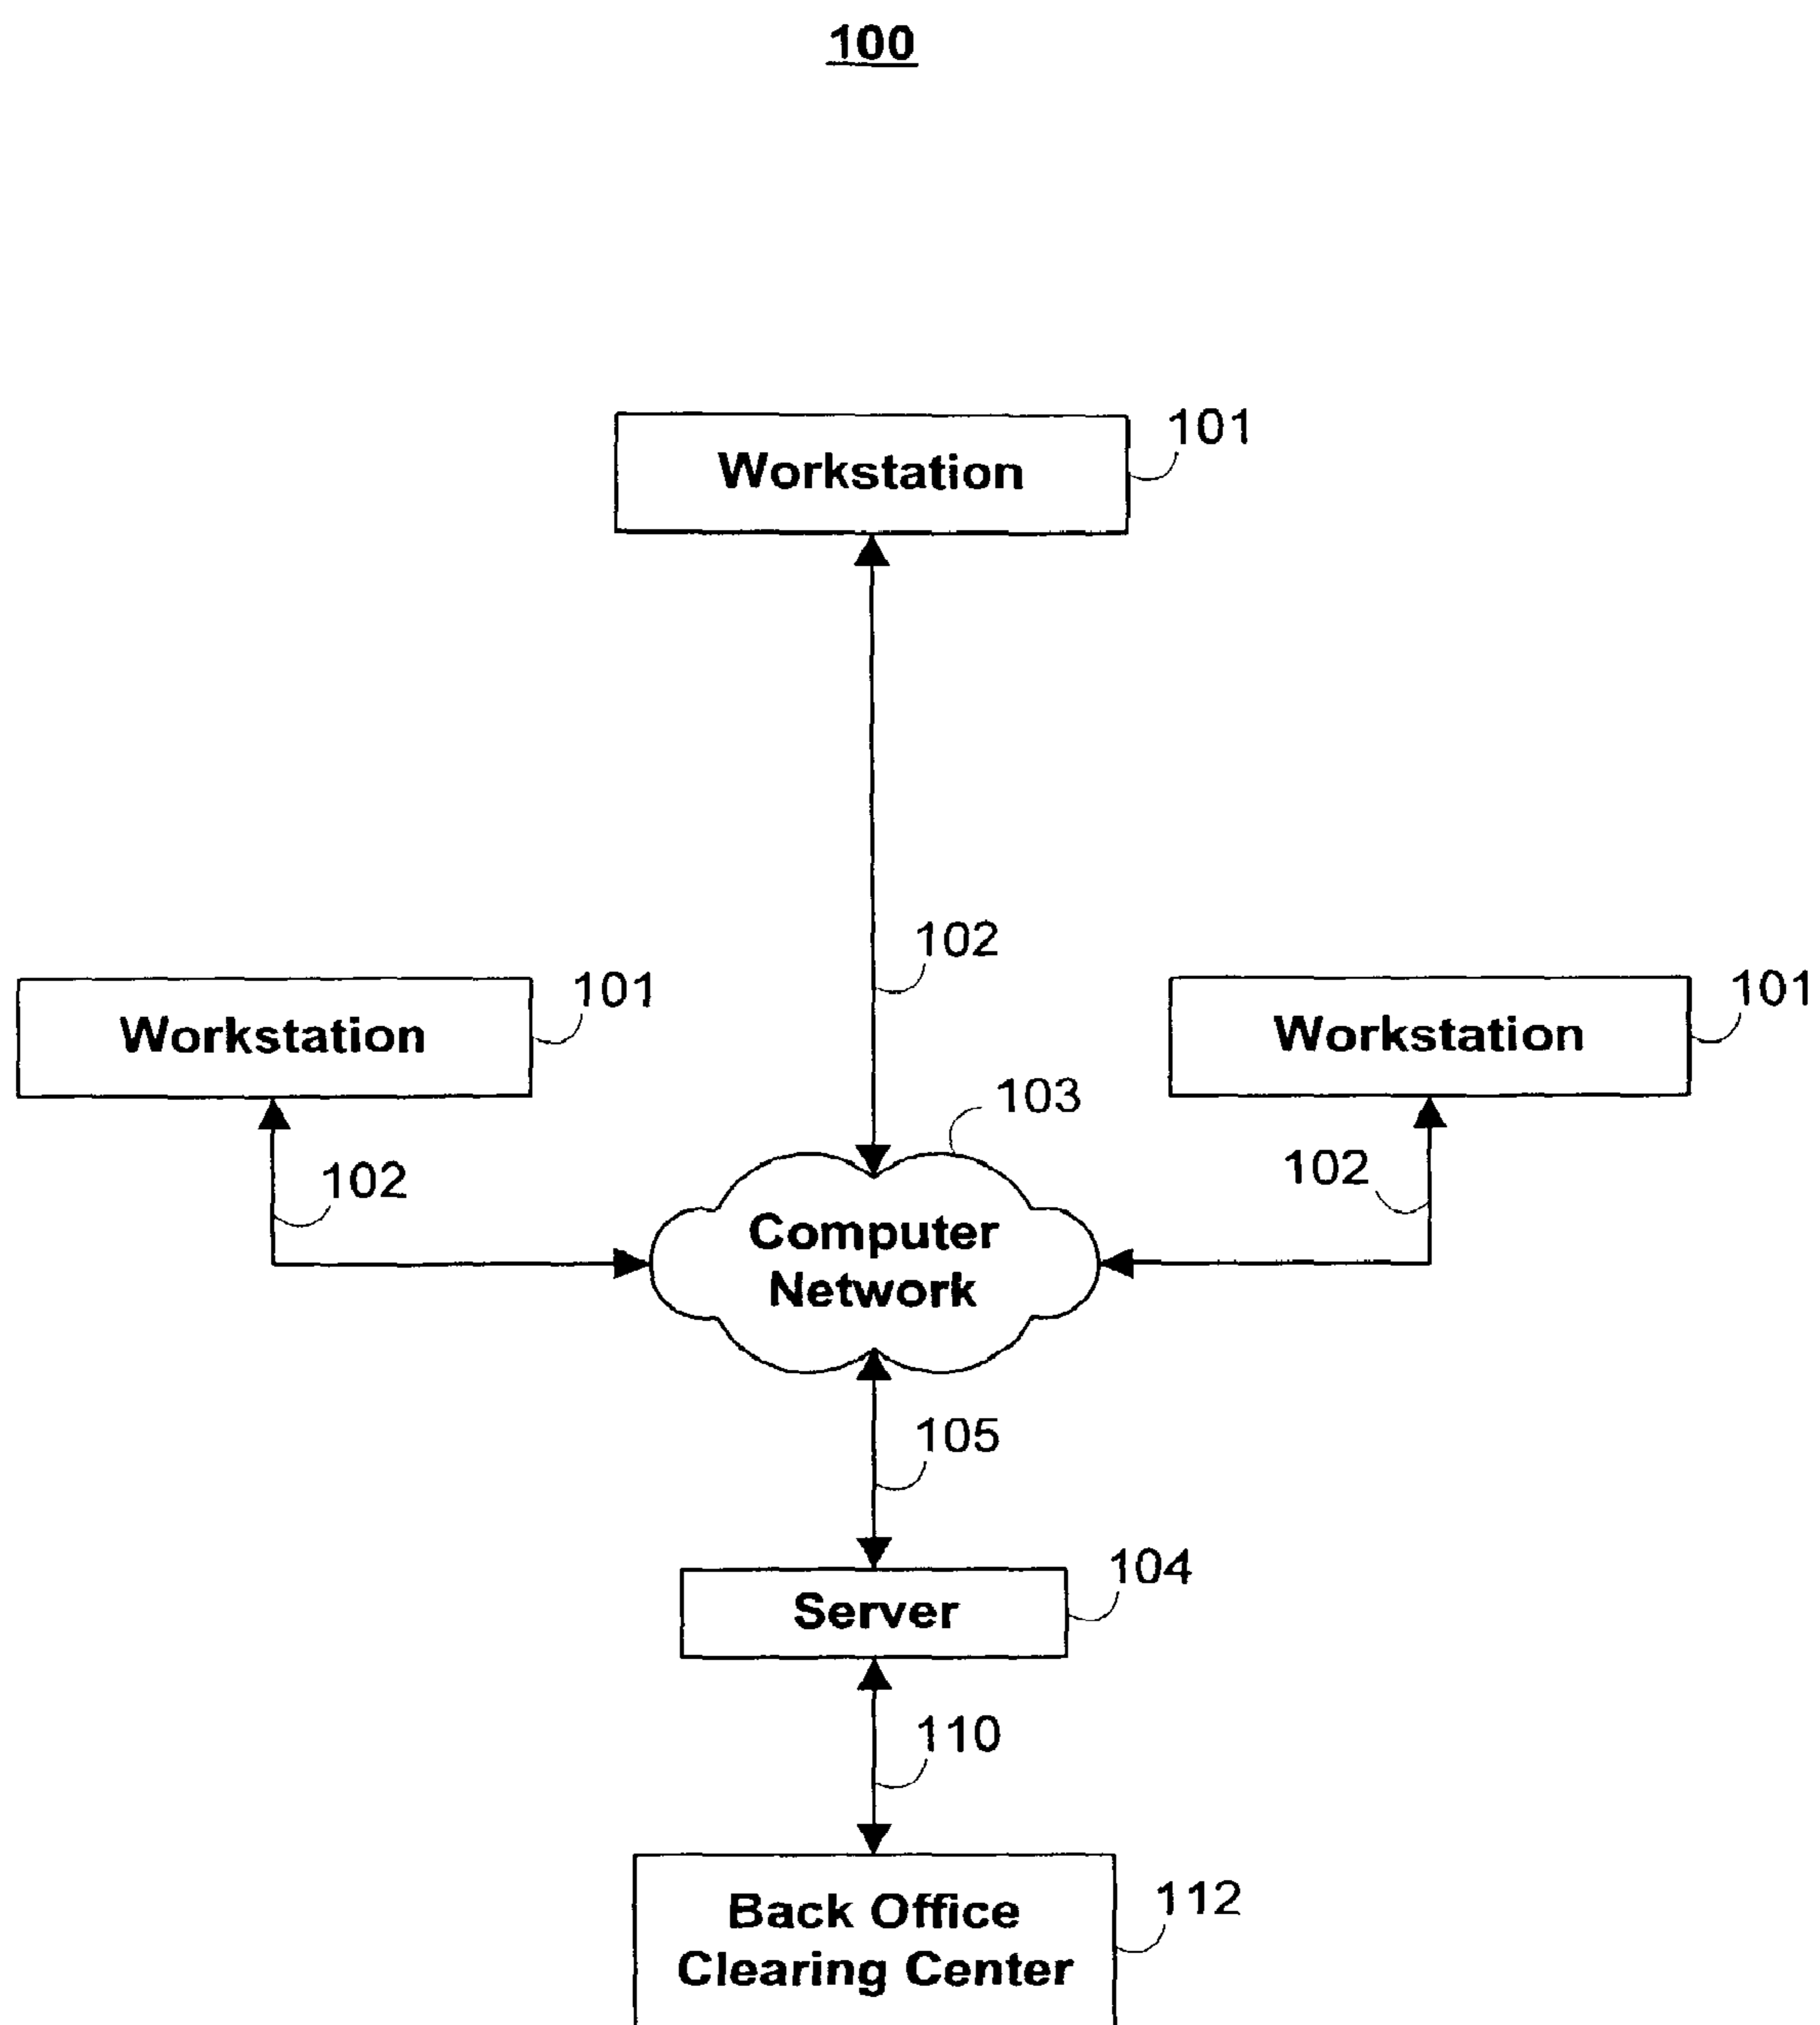 100
Workstation
101
102
Workstation
101
Workstation
101
103
102
102
Computer
Network
105
Server
104
110
Back Office
Clearing Center
112